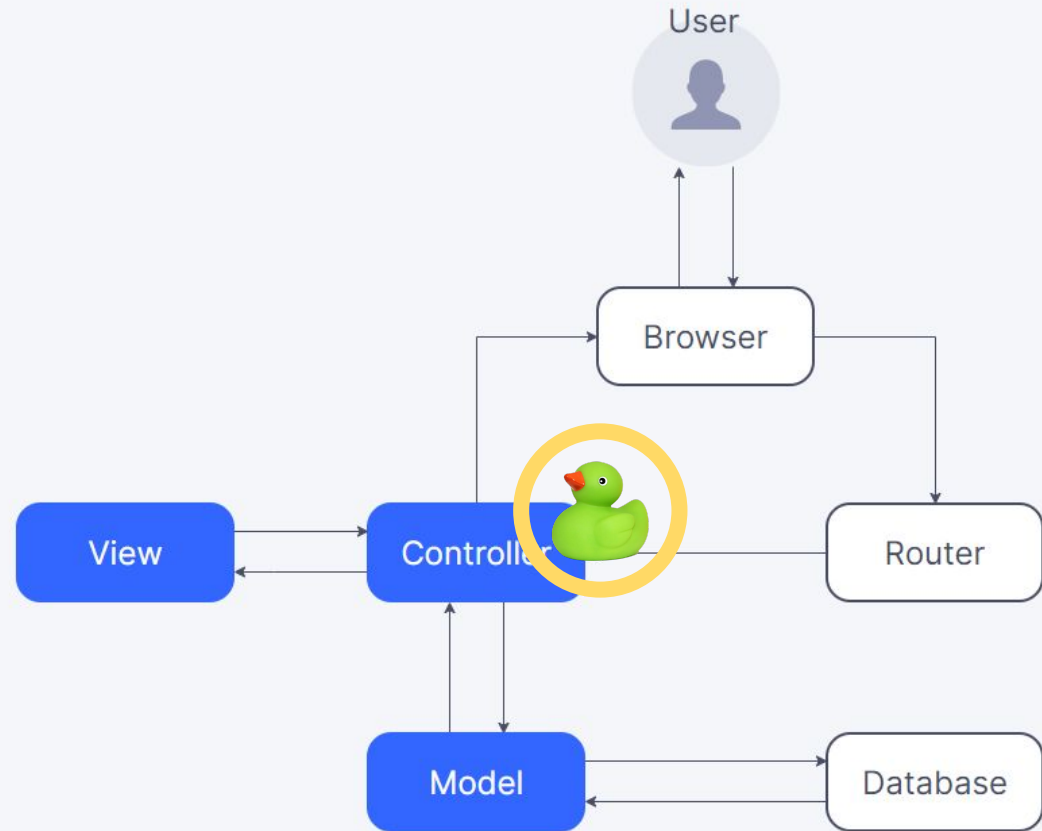 User
Browser
View
Controller
Router
Model
Database